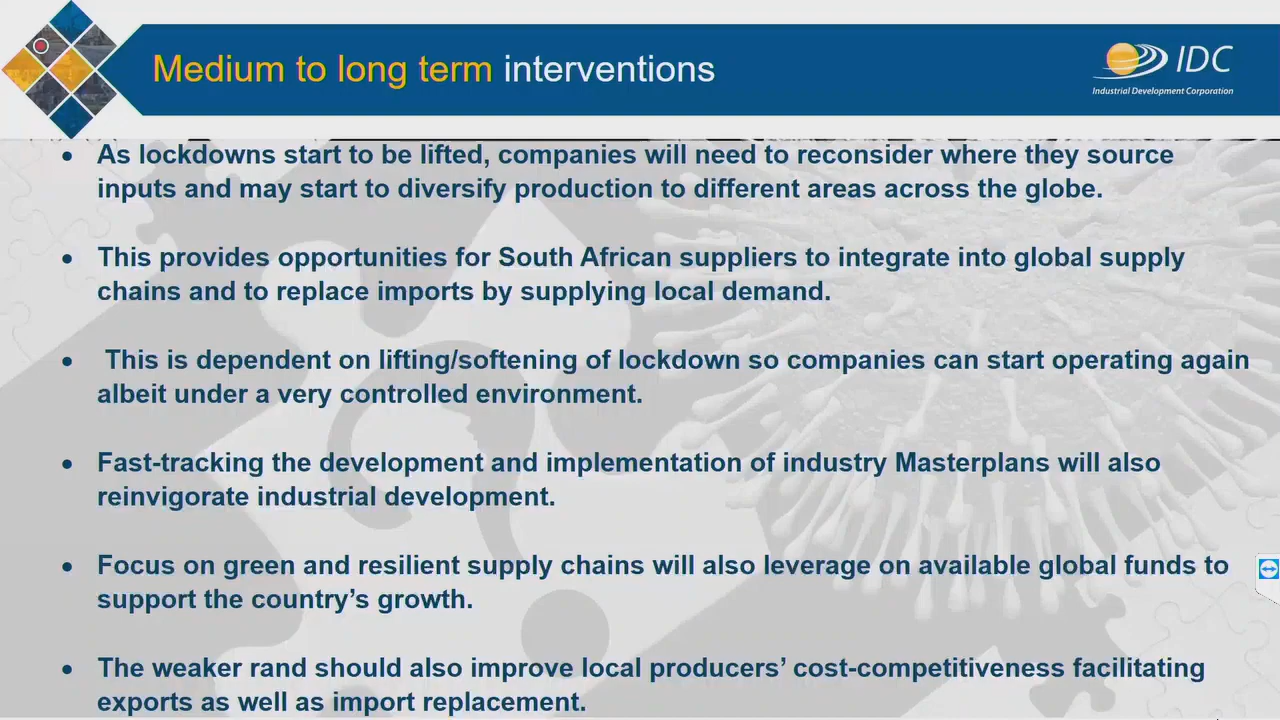 Medium to long term interventions
IDC
Industrial Development Corporation
• As lockdowns start to be lifted, companies will need to reconsider where they source
inputs and may start to diversify production to different areas across the globe.
• This provides opportunities for South African suppliers to integrate into global supply
chains and to replace imports by supplying local demand.
• This is dependent on lifting/softening of lockdown so companies can start operating again
albeit under a very controlled environment.
• Fast-tracking the development and implementation of industry Masterplans will also
reinvigorate industrial development.
• Focus on green and resilient supply chains will also leverage on available global funds to
support the country’s growth.
• The weaker rand should also improve local producers’ cost-competitiveness facilitating
exports as well as import replacement.